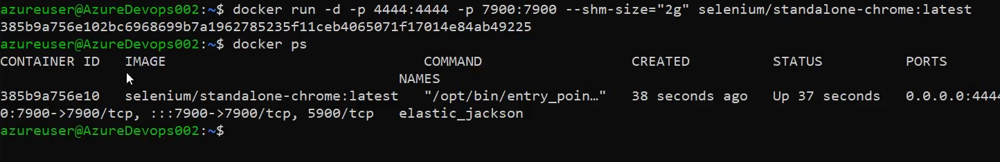 azureuser@AzureDevops002:~$ docker run -d -p 4444:4444 -p 7900:7900 --shm-size="2g" selenium/standalone-chrome:latest
385b9a756e102bc6968699b7a1962785235f11ceb4065071f17014e84ab49225
azureuser@AzureDevops002:~$ docker ps
CONTAINER ID   IMAGE                               COMMAND                  CREATED          STATUS          PORTS
                                                NAMES
385b9a756e10   selenium/standalone-chrome:latest   "/opt/bin/entry_poin…"   38 seconds ago   Up 37 seconds   0.0.0.0:4444
0:7900->7900/tcp, :::7900->7900/tcp, 5900/tcp   elastic_jackson
azureuser@AzureDevops002:~$